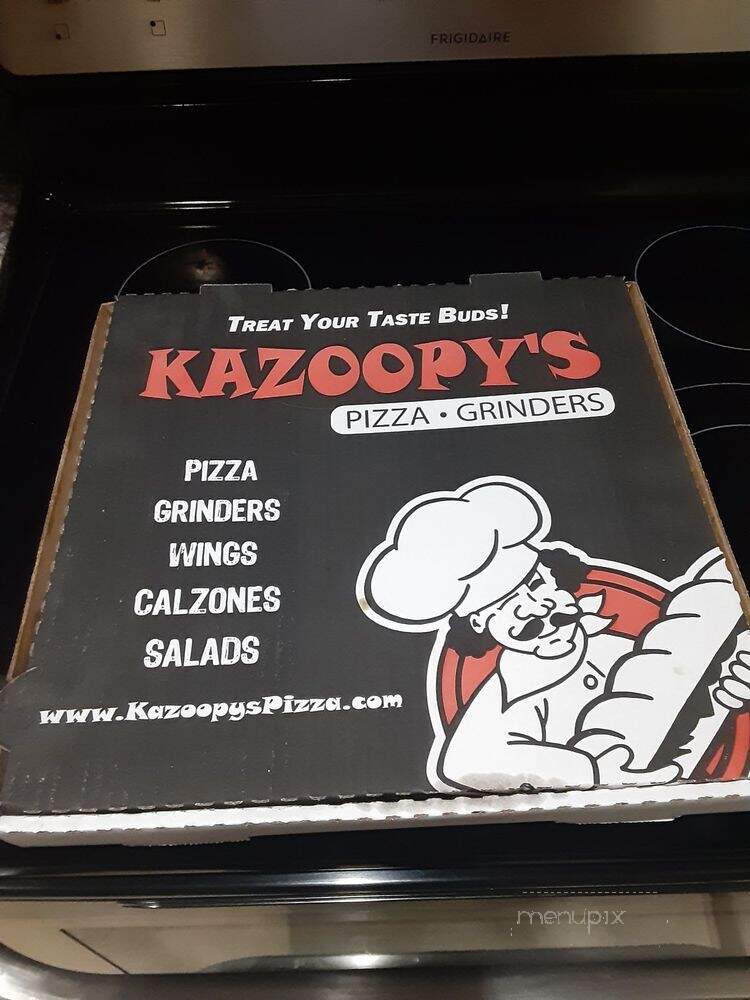 FRIGIDAIRE
TREAT YOUR TASTE BUDS!
KAZOOPY'S
PIZZA • GRINDERS
PIZZA
GRINDERS
WINGS
CALZONES
SALADS
www.KazoopysPizza.com
menupix